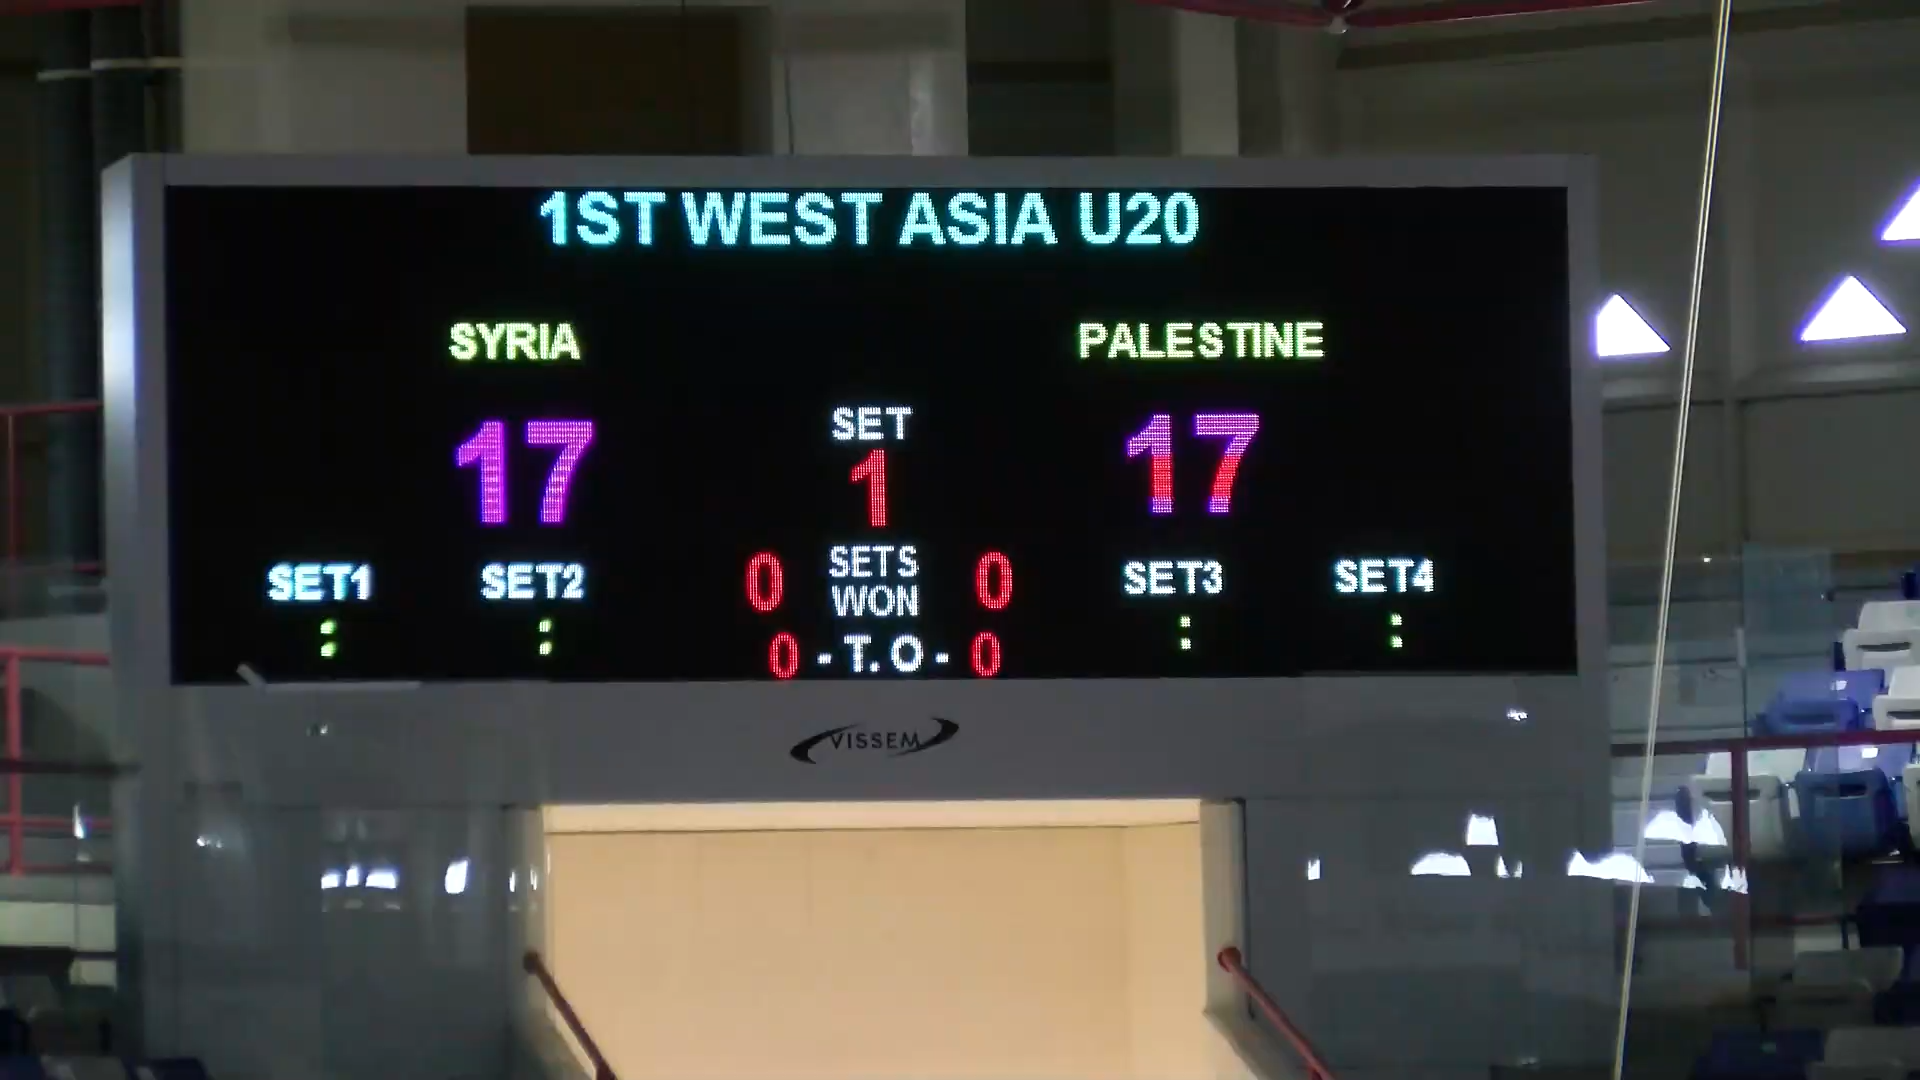 1ST WEST ASIA U20
SYRIA
PALESTINE
17
SET
1
17
SET1
SET2
0
SETS
WON
0
SET3
SET4
:
:
0 - T.O - 0
:
:
VISSEM